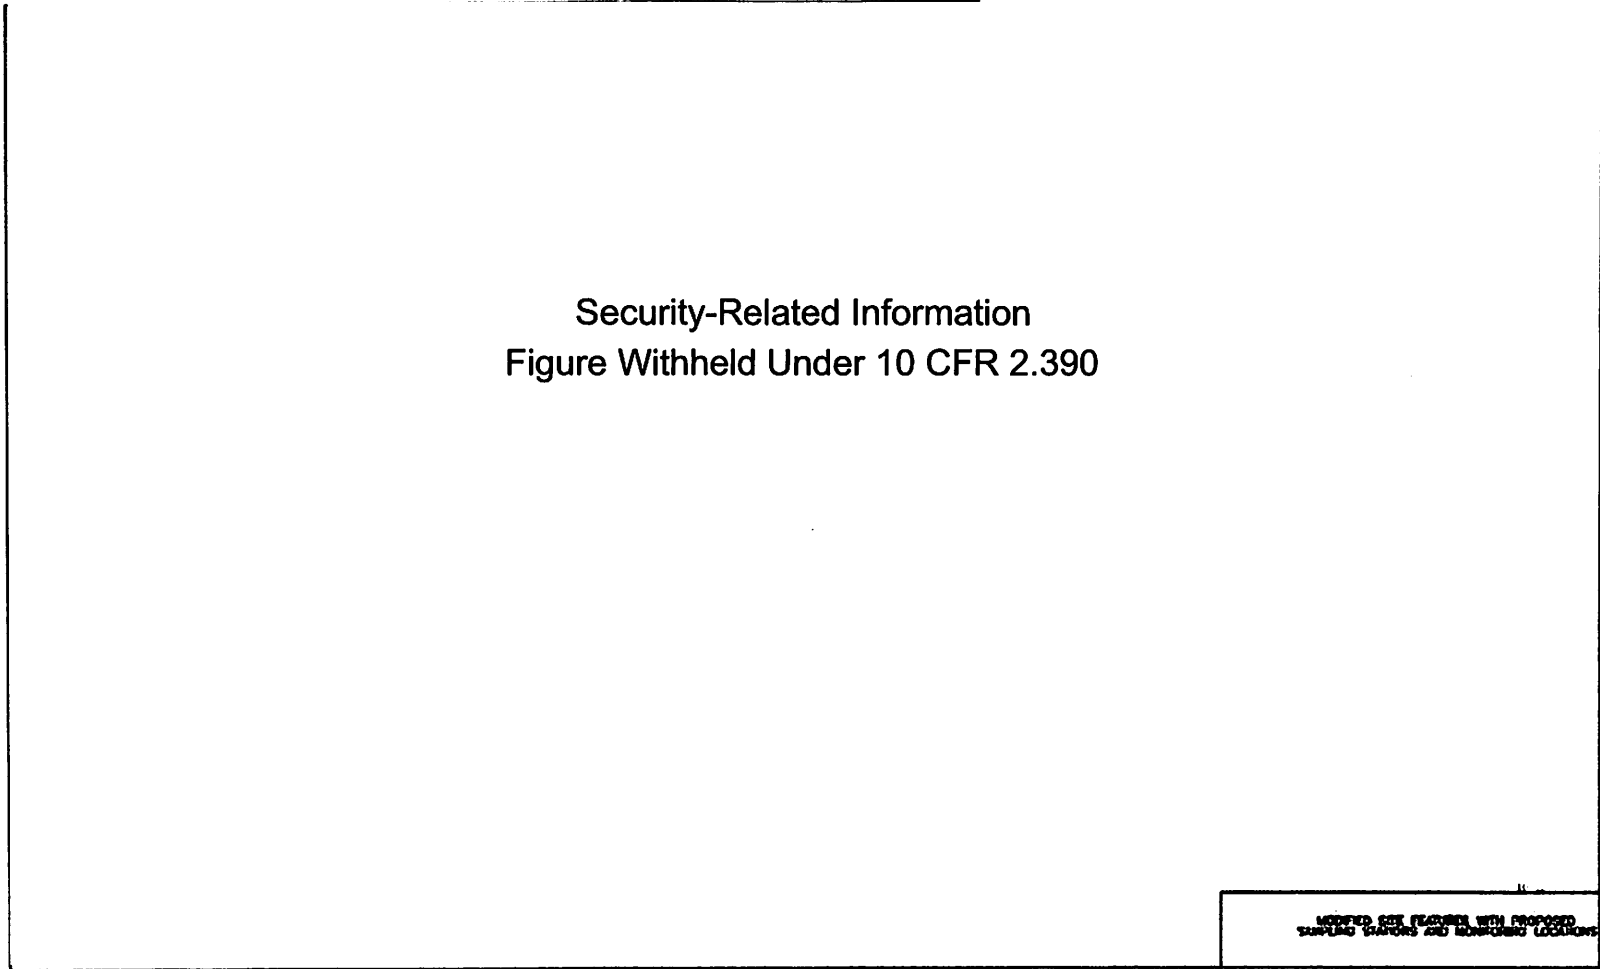 Security-Related Information
Figure Withheld Under 10 CFR 2.390
MODIFIED SITE FEATURES WITH PROPOSED
SAMPLING STATIONS AND MONITORING LOCATIONS